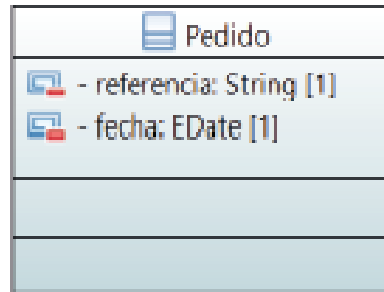 Pedido
- referencia: String [1]
- fecha: EDate [1]